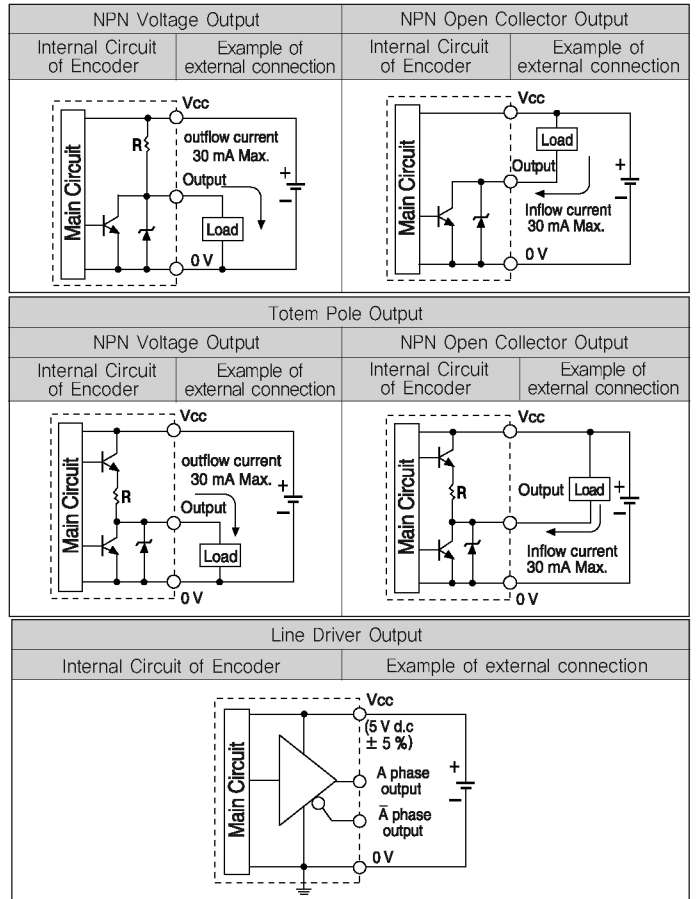 NPN Voltage Output
NPN Open Collector Output
Internal Circuit
of Encoder
Example of
external connection
Internal Circuit
of Encoder
Example of
external connection
Main Circuit
R
Vcc
outflow current
30 mA Max.
Output
Load
+
−
0 V
Main Circuit
Vcc
Load
Output
Inflow current
30 mA Max.
+
−
0 V
Totem Pole Output
NPN Voltage Output
NPN Open Collector Output
Internal Circuit
of Encoder
Example of
external connection
Internal Circuit
of Encoder
Example of
external connection
Main Circuit
R
Vcc
outflow current
30 mA Max.
Output
Load
+
−
0 V
Main Circuit
R
Vcc
Output
Load
Inflow current
30 mA Max.
+
−
0 V
Line Driver Output
Internal Circuit of Encoder
Example of external connection
Main Circuit
Vcc
(5 V d.c
± 5 %)
A phase
output
A̅ phase
output
+
−
0 V